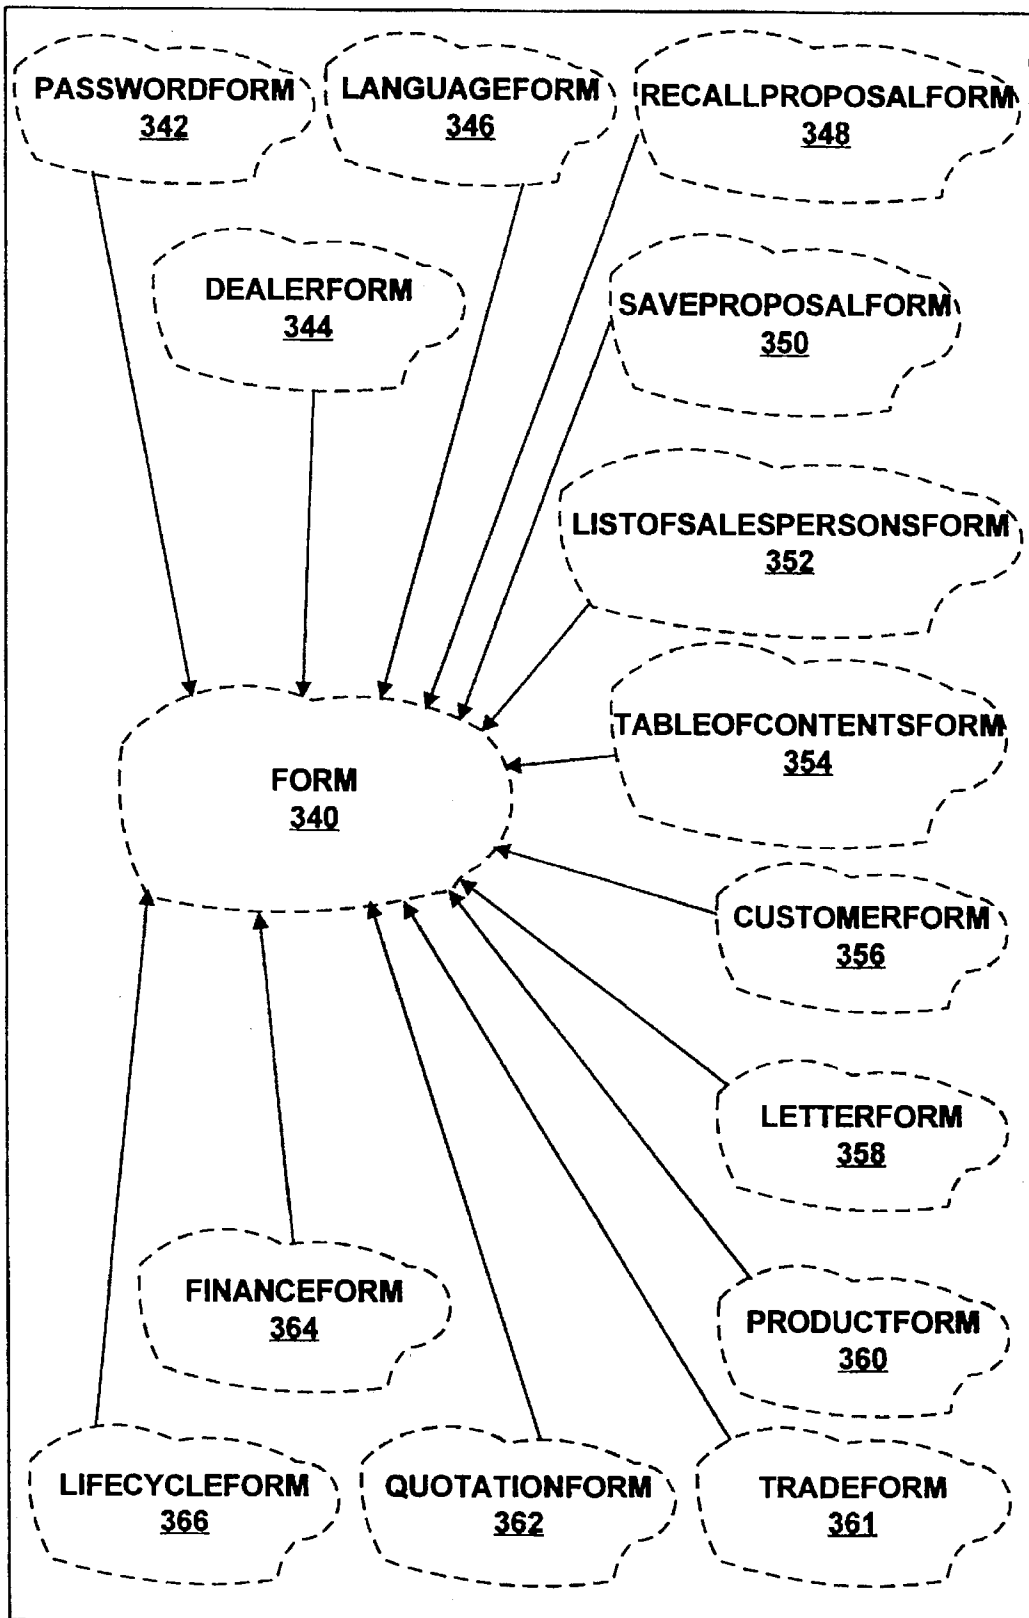 PASSWORDFORM
342
LANGUAGEFORM
346
RECALLPROPOSALFORM
348
DEALERFORM
344
SAVEPROPOSALFORM
350
LISTOFSALESPERSONSFORM
352
TABLEOFCONTENTSFORM
354
FORM
340
CUSTOMERFORM
356
LETTERFORM
358
FINANCEFORM
364
PRODUCTFORM
360
LIFECYCLEFORM
366
QUOTATIONFORM
362
TRADEFORM
361